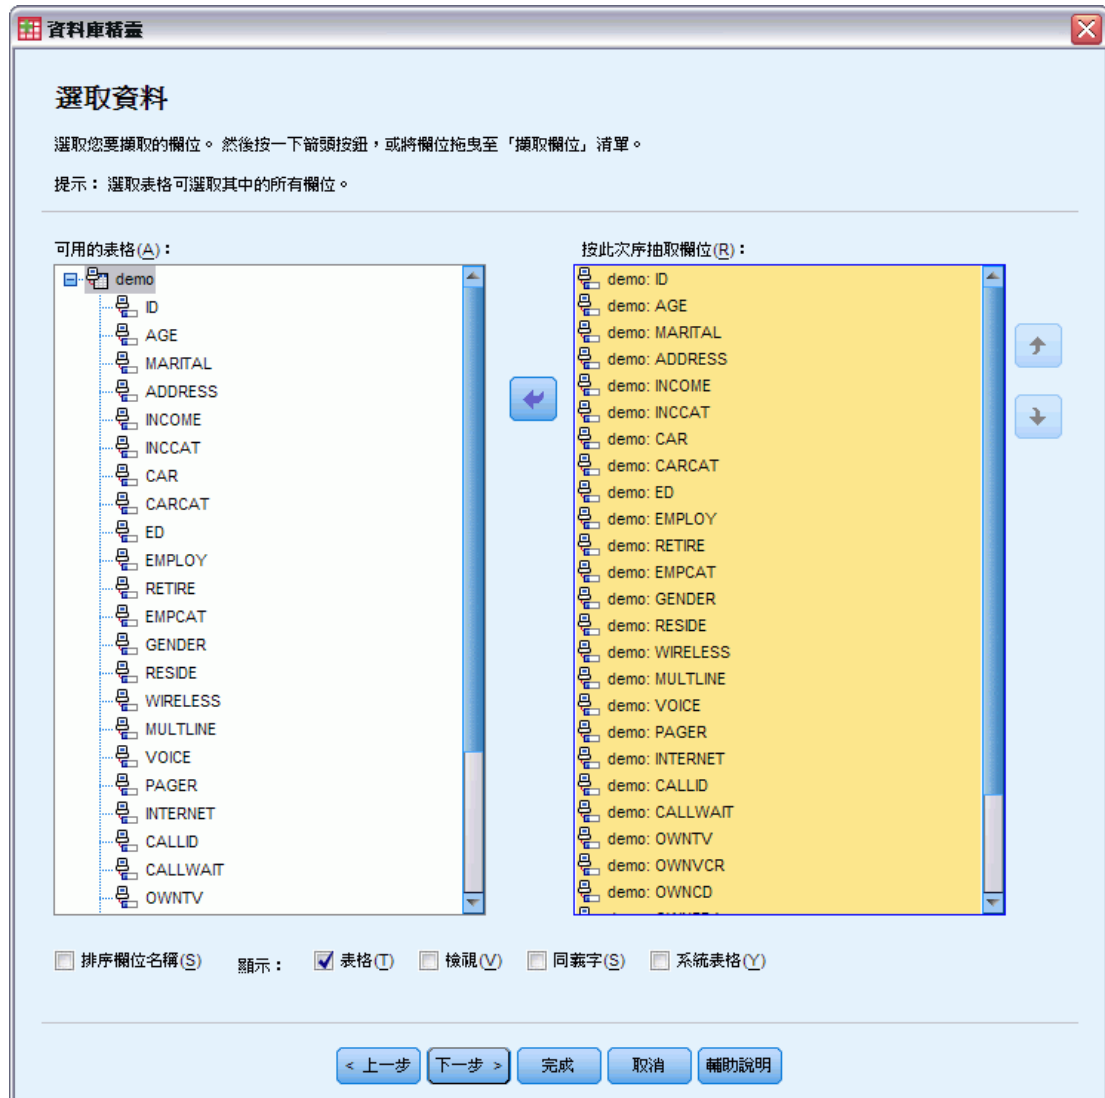 資料庫精靈
選取資料
選取您要擷取的欄位。 然後按一下箭頭按鈕，或將欄位拖曳至「擷取欄位」清單。
提示： 選取表格可選取其中的所有欄位。
可用的表格(A)：
demo
ID
AGE
MARITAL
ADDRESS
INCOME
INCCAT
CAR
CARCAT
ED
EMPLOY
RETIRE
EMPCAT
GENDER
RESIDE
WIRELESS
MULTLINE
VOICE
PAGER
INTERNET
CALLID
CALLWAIT
OWNTV
按此次序抽取欄位(R)：
demo: ID
demo: AGE
demo: MARITAL
demo: ADDRESS
demo: INCOME
demo: INCCAT
demo: CAR
demo: CARCAT
demo: ED
demo: EMPLOY
demo: RETIRE
demo: EMPCAT
demo: GENDER
demo: RESIDE
demo: WIRELESS
demo: MULTLINE
demo: VOICE
demo: PAGER
demo: INTERNET
demo: CALLID
demo: CALLWAIT
demo: OWNTV
demo: OWNVCR
demo: OWNCD
排序欄位名稱(S) 顯示： 表格(T) 檢視(V) 同義字(S) 系統表格(Y)
< 上一步 下一步 > 完成 取消 輔助說明